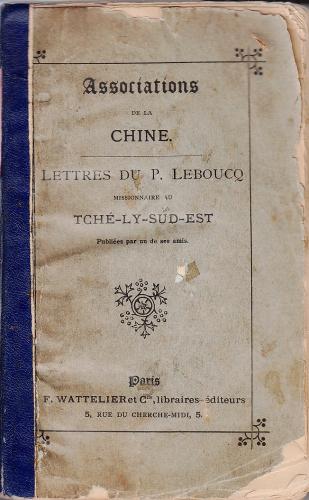 Associations
DE LA
CHINE.
LETTRES DU P. LEBOUCQ
MISSIONNAIRE AU
TCHÉ-LY-SUD-EST
Publiées par un de ses amis.
Paris
F. WATTELIER et Cie, libraires-éditeurs
5, RUE DU CHERCHE-MIDI, 5.